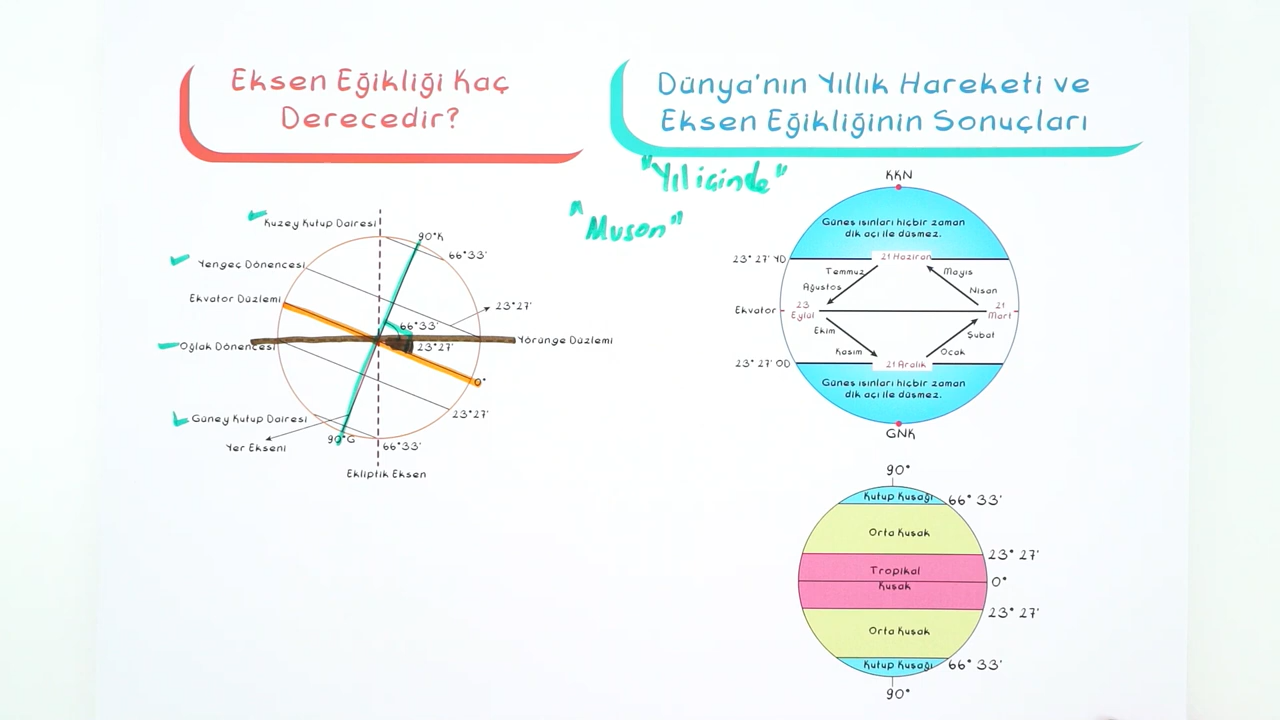 Eksen Eğikliği Kaç
Derecedir?
Dünya'nın Yıllık Hareketi ve
Eksen Eğikliğinin Sonuçları
"Yıl içinde"
"Muson"
Kuzey Kutup Dairesi
90°K
66°33'
Yengeç Dönencesi
Ekvator Düzlemi
23°27'
66°33'
23°27'
Yörünge Düzlemi
Oğlak Dönencesi
0°
23°27'
Güney Kutup Dairesi
90°G
66°33'
Yer Ekseni
Ekliptik Eksen
KKN
Güneş ışınları hiçbir zaman
dik açı ile düşmez.
23° 27' YD
21 Haziran
Temmuz
Mayıs
Ağustos
Nisan
Ekvator
23
Eylül
21
Mart
Ekim
Şubat
Kasım
Ocak
23° 27' OD
21 Aralık
Güneş ışınları hiçbir zaman
dik açı ile düşmez.
GNK
90°
Kutup Kuşağı
66° 33'
Orta Kuşak
23° 27'
Tropikal
Kuşak
0°
23° 27'
Orta Kuşak
Kutup Kuşağı
66° 33'
90°